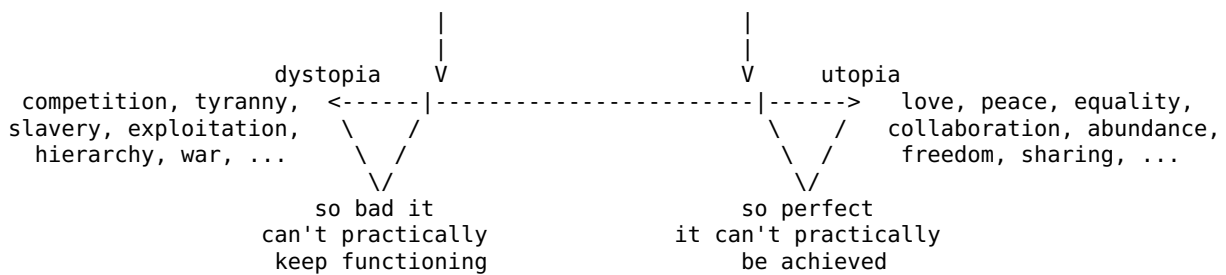 dystopia V V utopia
competition, tyranny, <------|------------------------|------> love, peace, equality,
slavery, exploitation, \ / \ / collaboration, abundance,
hierarchy, war, ... \ / \ / freedom, sharing, ...
\/ \/
so bad it so perfect
can't practically it can't practically
keep functioning be achieved